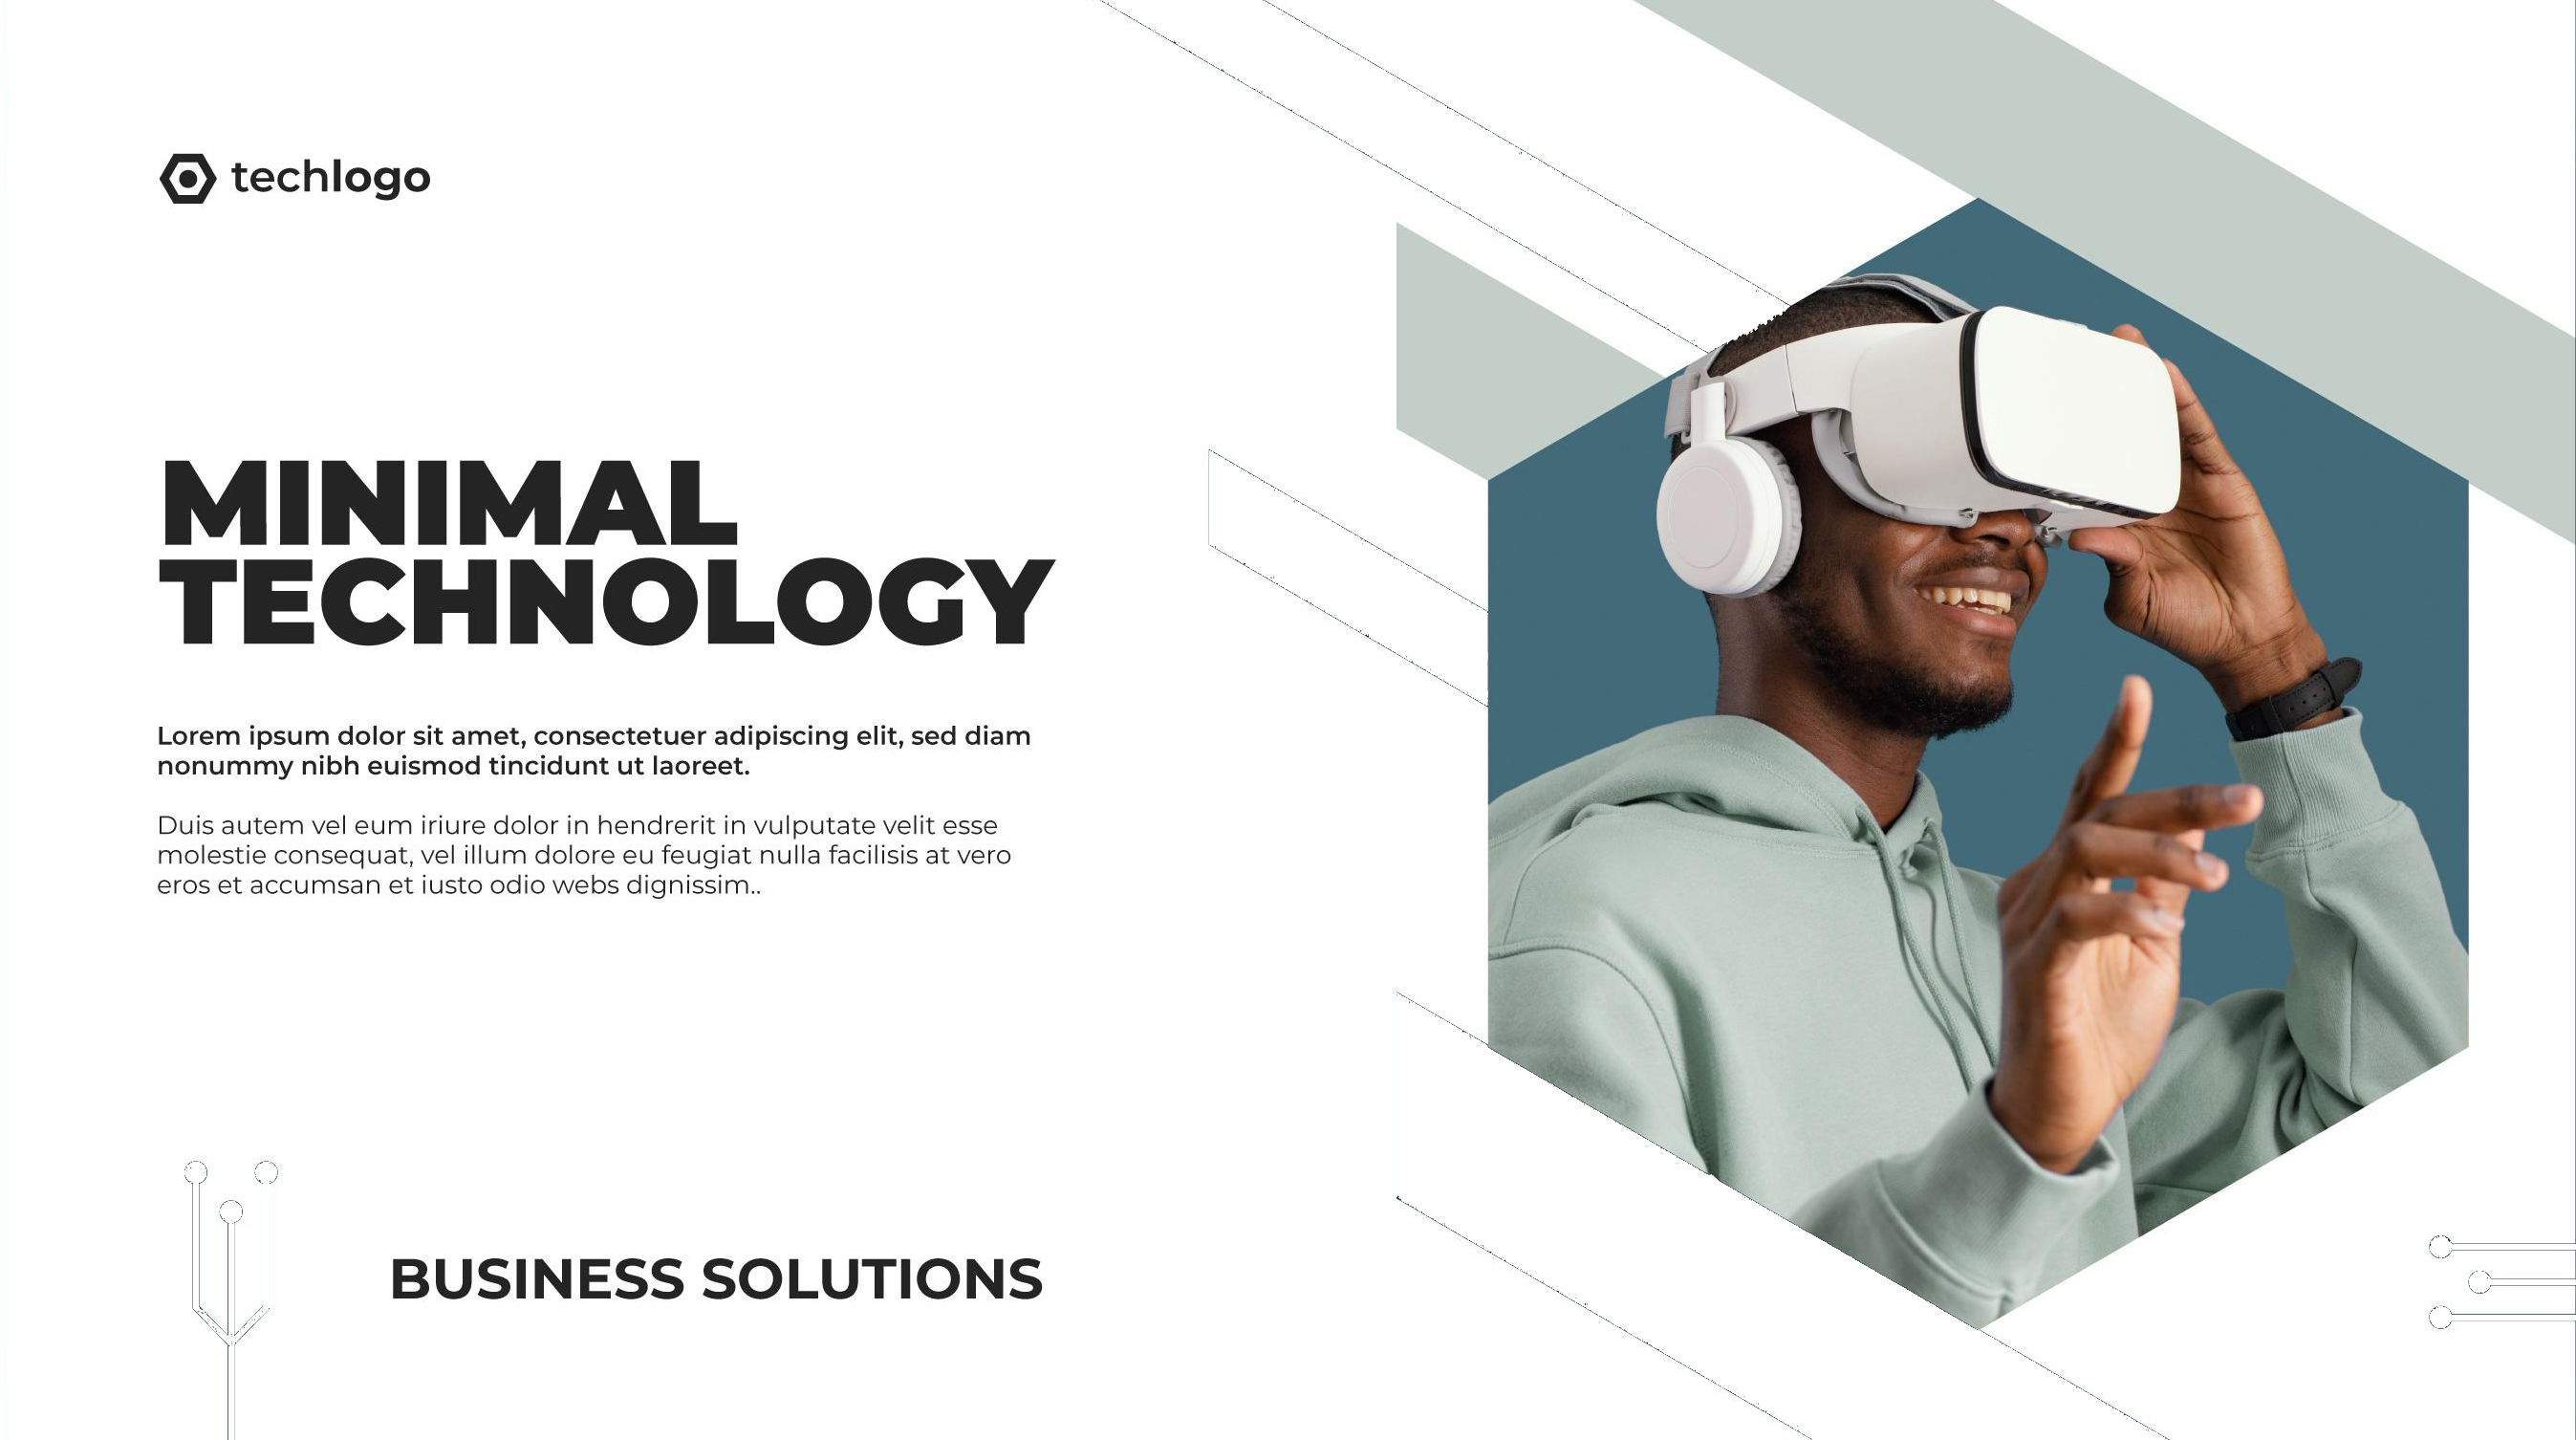 techlogo
MINIMAL
TECHNOLOGY
Lorem ipsum dolor sit amet, consectetuer adipiscing elit, sed diam
nonummy nibh euismod tincidunt ut laoreet.
Duis autem vel eum iriure dolor in hendrerit in vulputate velit esse
molestie consequat, vel illum dolore eu feugiat nulla facilisis at vero
eros et accumsan et iusto odio webs dignissim..
BUSINESS SOLUTIONS